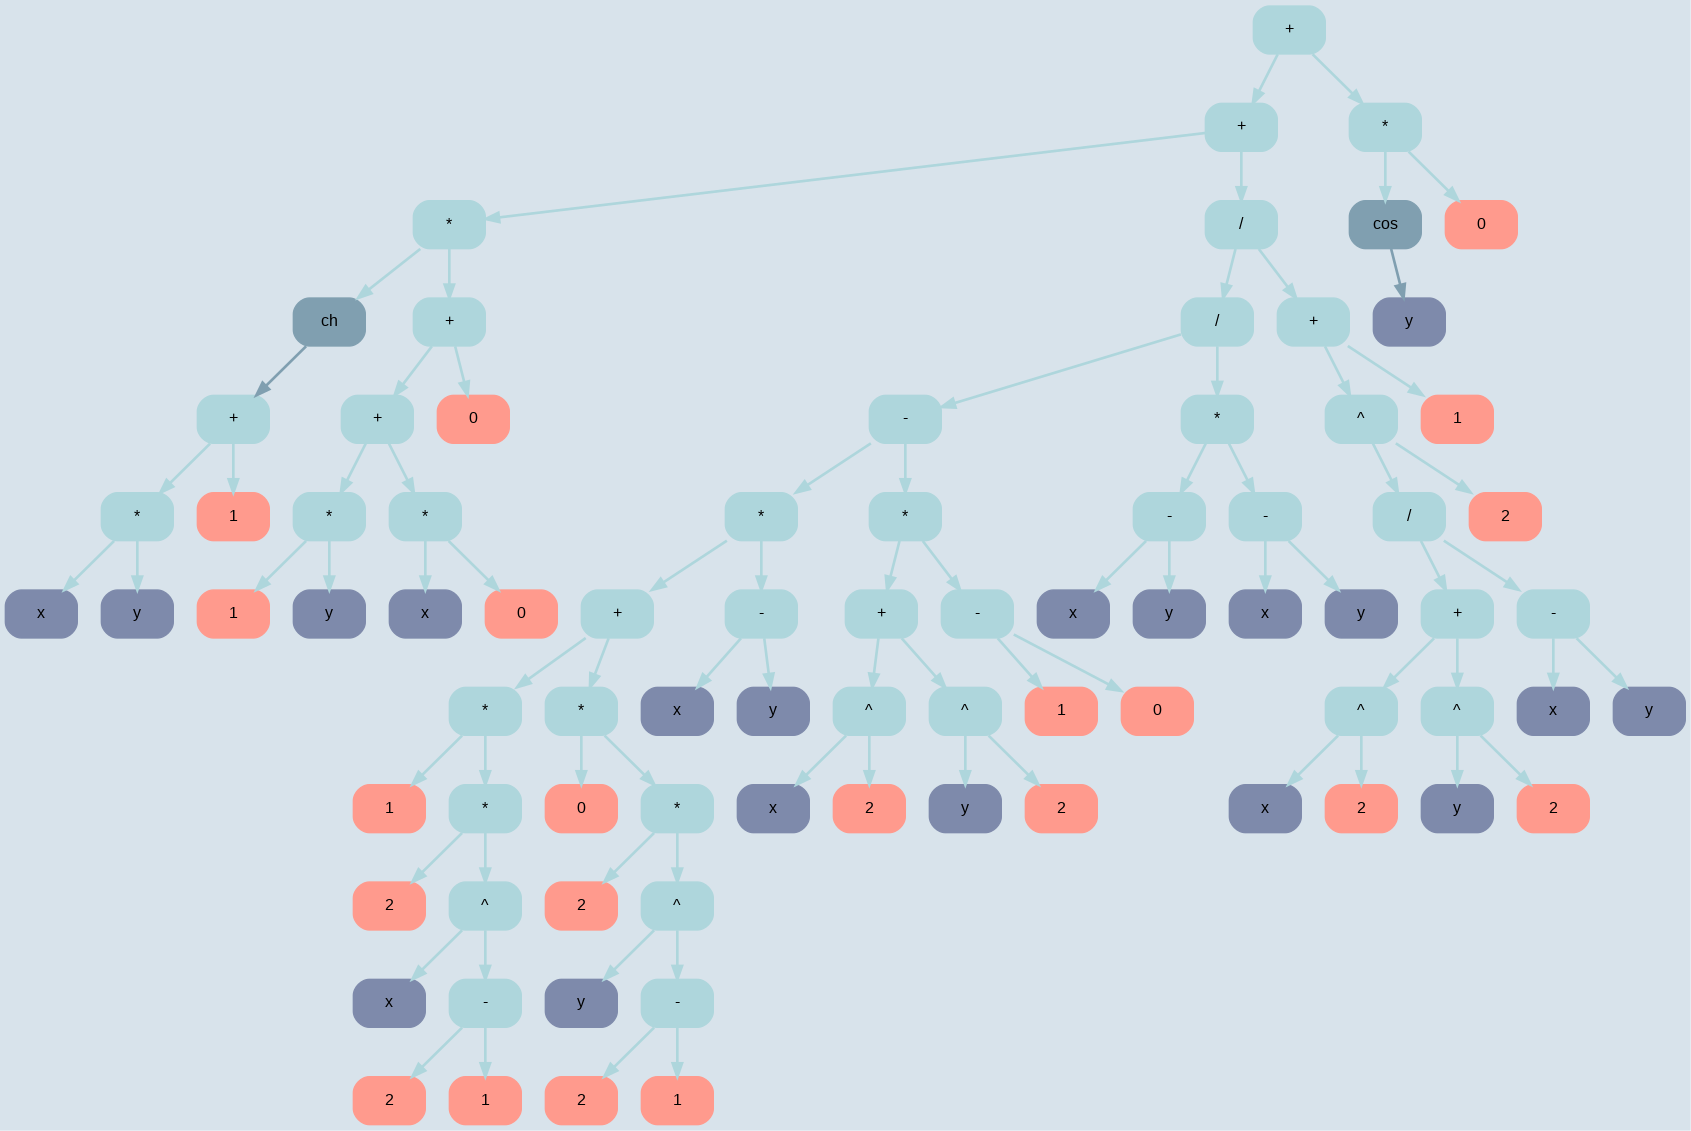 +
+ *
* / cos 0
ch + / + y
+ + 0 - * ^ 1
* 1 * * * * - - / 2
x y 1 y x 0 + - + - x y x y + -
* * x y ^ ^ 1 0 ^ ^ x y
1 * 0 * x 2 y 2 x 2 y 2
2 ^ 2 ^
x - y -
2 1 2 1